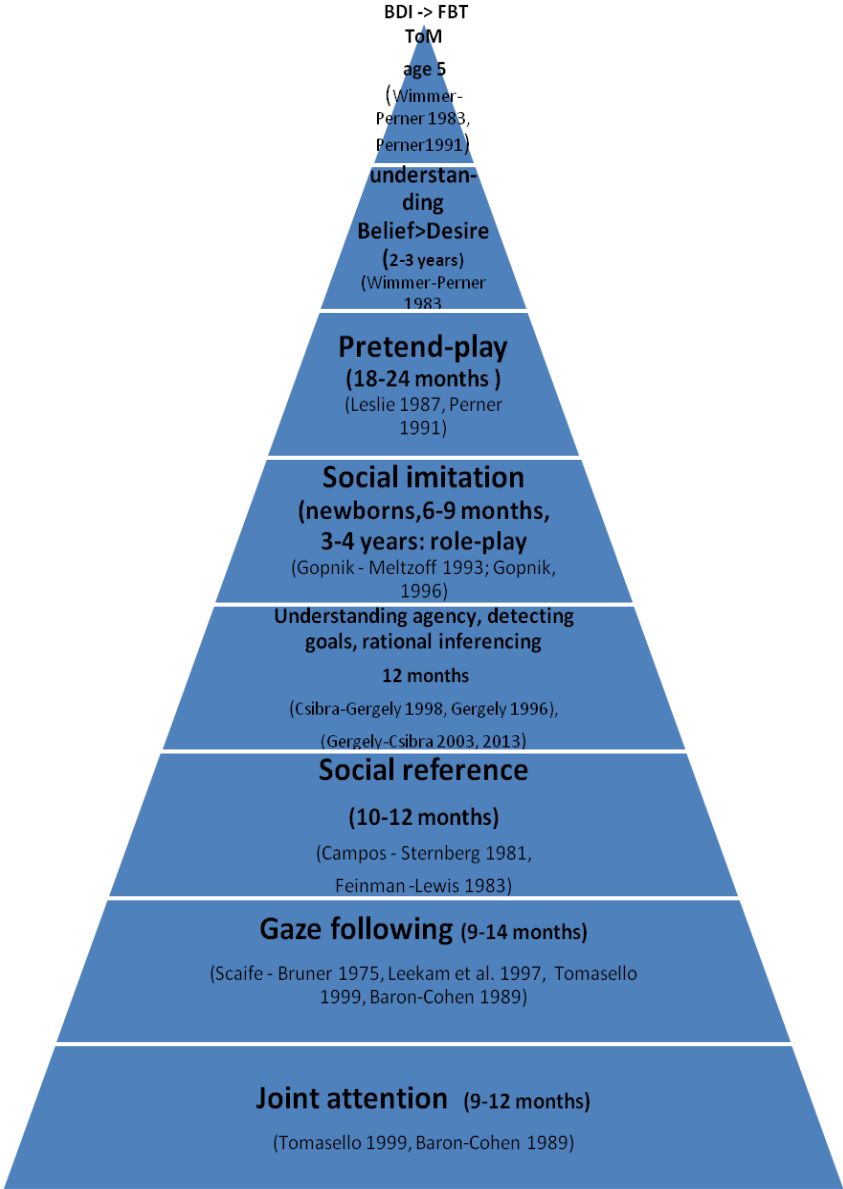 BDI -> FBT
ToM
age 5
(Wimmer-
Perner 1983,
Perner1991)
understan-
ding
Belief>Desire
(2-3 years)
(Wimmer-Perner
1983
Pretend-play
(18-24 months )
(Leslie 1987, Perner
1991)
Social imitation
(newborns,6-9 months,
3-4 years: role-play
(Gopnik - Meltzoff 1993; Gopnik,
1996)
Understanding agency, detecting
goals, rational inferencing
12 months
(Csibra-Gergely 1998, Gergely 1996),
(Gergely-Csibra 2003, 2013)
Social reference
(10-12 months)
(Campos - Sternberg 1981,
Feinman -Lewis 1983)
Gaze following (9-14 months)
(Scaife - Bruner 1975, Leekam et al. 1997, Tomasello
1999, Baron-Cohen 1989)
Joint attention (9-12 months)
(Tomasello 1999, Baron-Cohen 1989)